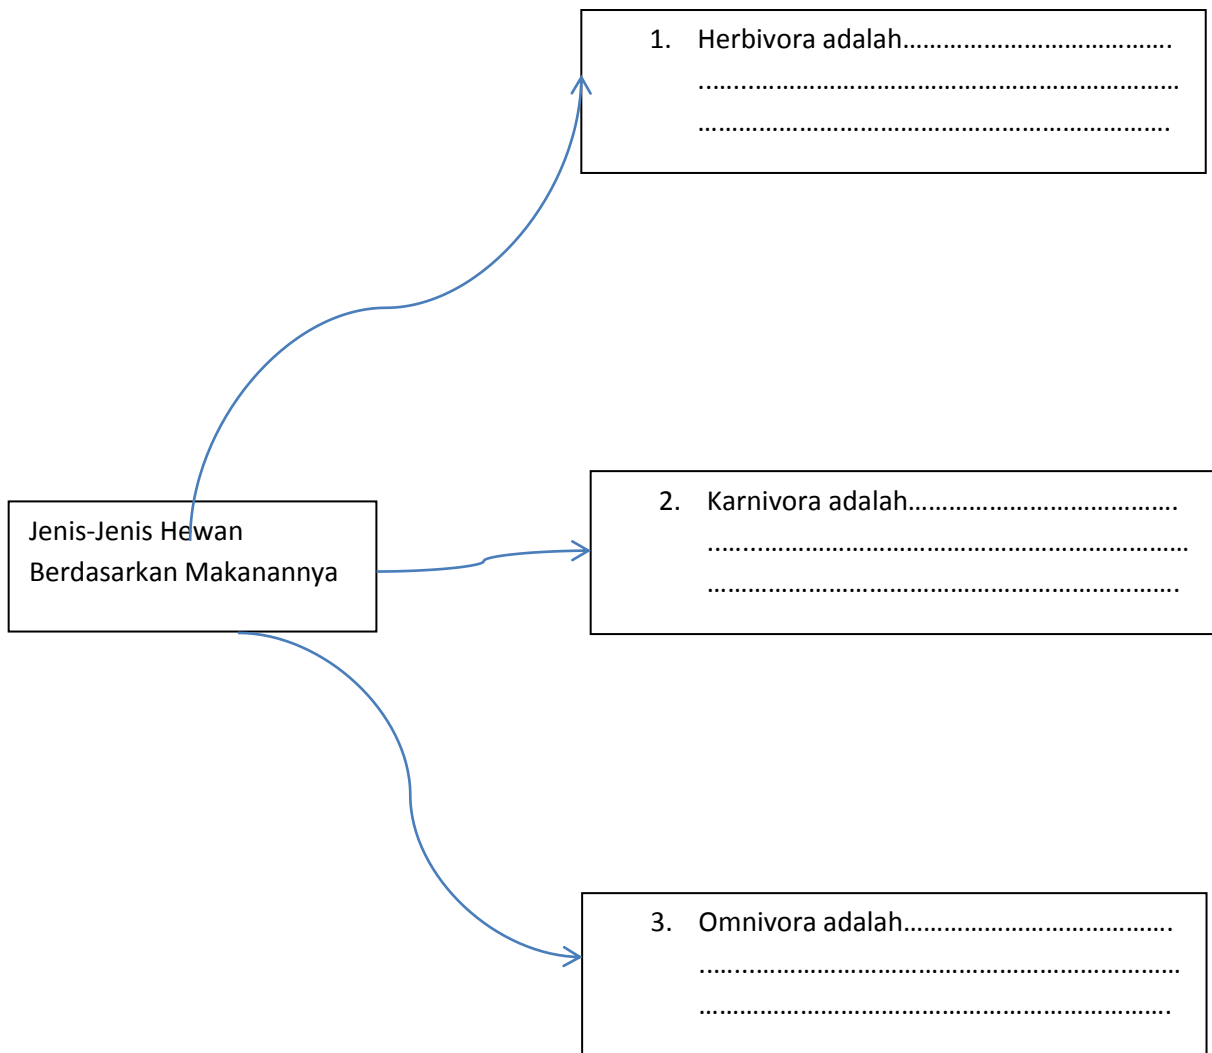 1. Herbivora adalah…………………………………
.…...…………………………………………………………
…………………………………………………………….
Jenis-Jenis Hewan
Berdasarkan Makanannya
2. Karnivora adalah…………………………………
.…...…………………………………………………………
…………………………………………………………….
3. Omnivora adalah…………………………………
.…...…………………………………………………………
…………………………………………………………….